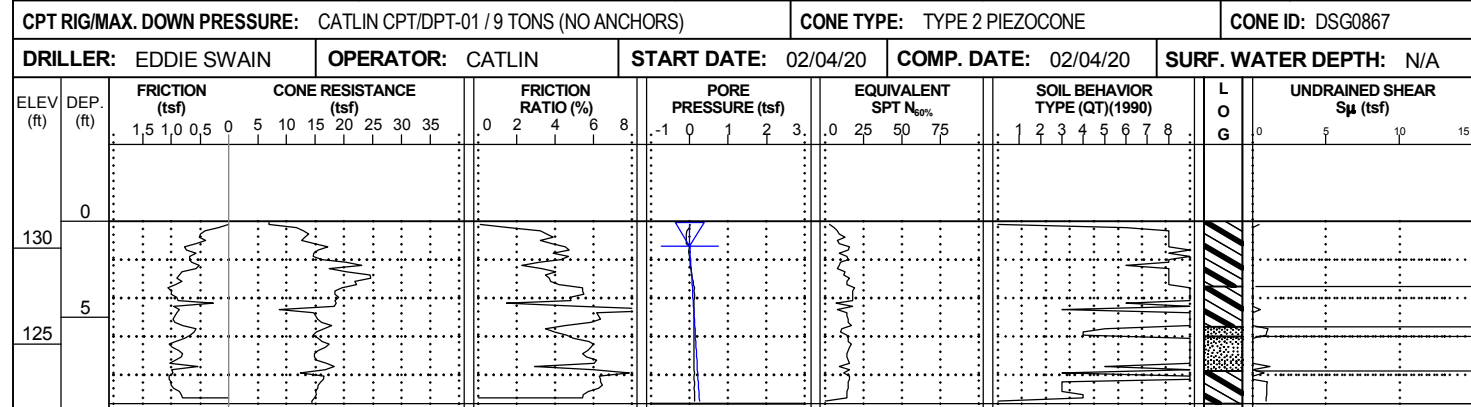 CPT RIG/MAX. DOWN PRESSURE: CATLIN CPT/DPT-01 / 9 TONS (NO ANCHORS) CONE TYPE: TYPE 2 PIEZOCONE CONE ID: DSG0867
DRILLER: EDDIE SWAIN OPERATOR: CATLIN START DATE: 02/04/20 COMP. DATE: 02/04/20 SURF. WATER DEPTH: N/A
ELEV (ft)
DEP. (ft)
FRICTION (tsf)
1,5 1,0 0,5 0
CONE RESISTANCE (tsf)
5 10 15 20 25 30 35
FRICTION RATIO (%)
0 2 4 6 8
PORE PRESSURE (tsf)
-1 0 1 2 3
EQUIVALENT SPT N60%
0 25 50 75
SOIL BEHAVIOR TYPE (QT)(1990)
1 2 3 4 5 6 7 8
L
O
G
UNDRAINED SHEAR
Sµ (tsf)
0 5 10 15
0
130
5
125